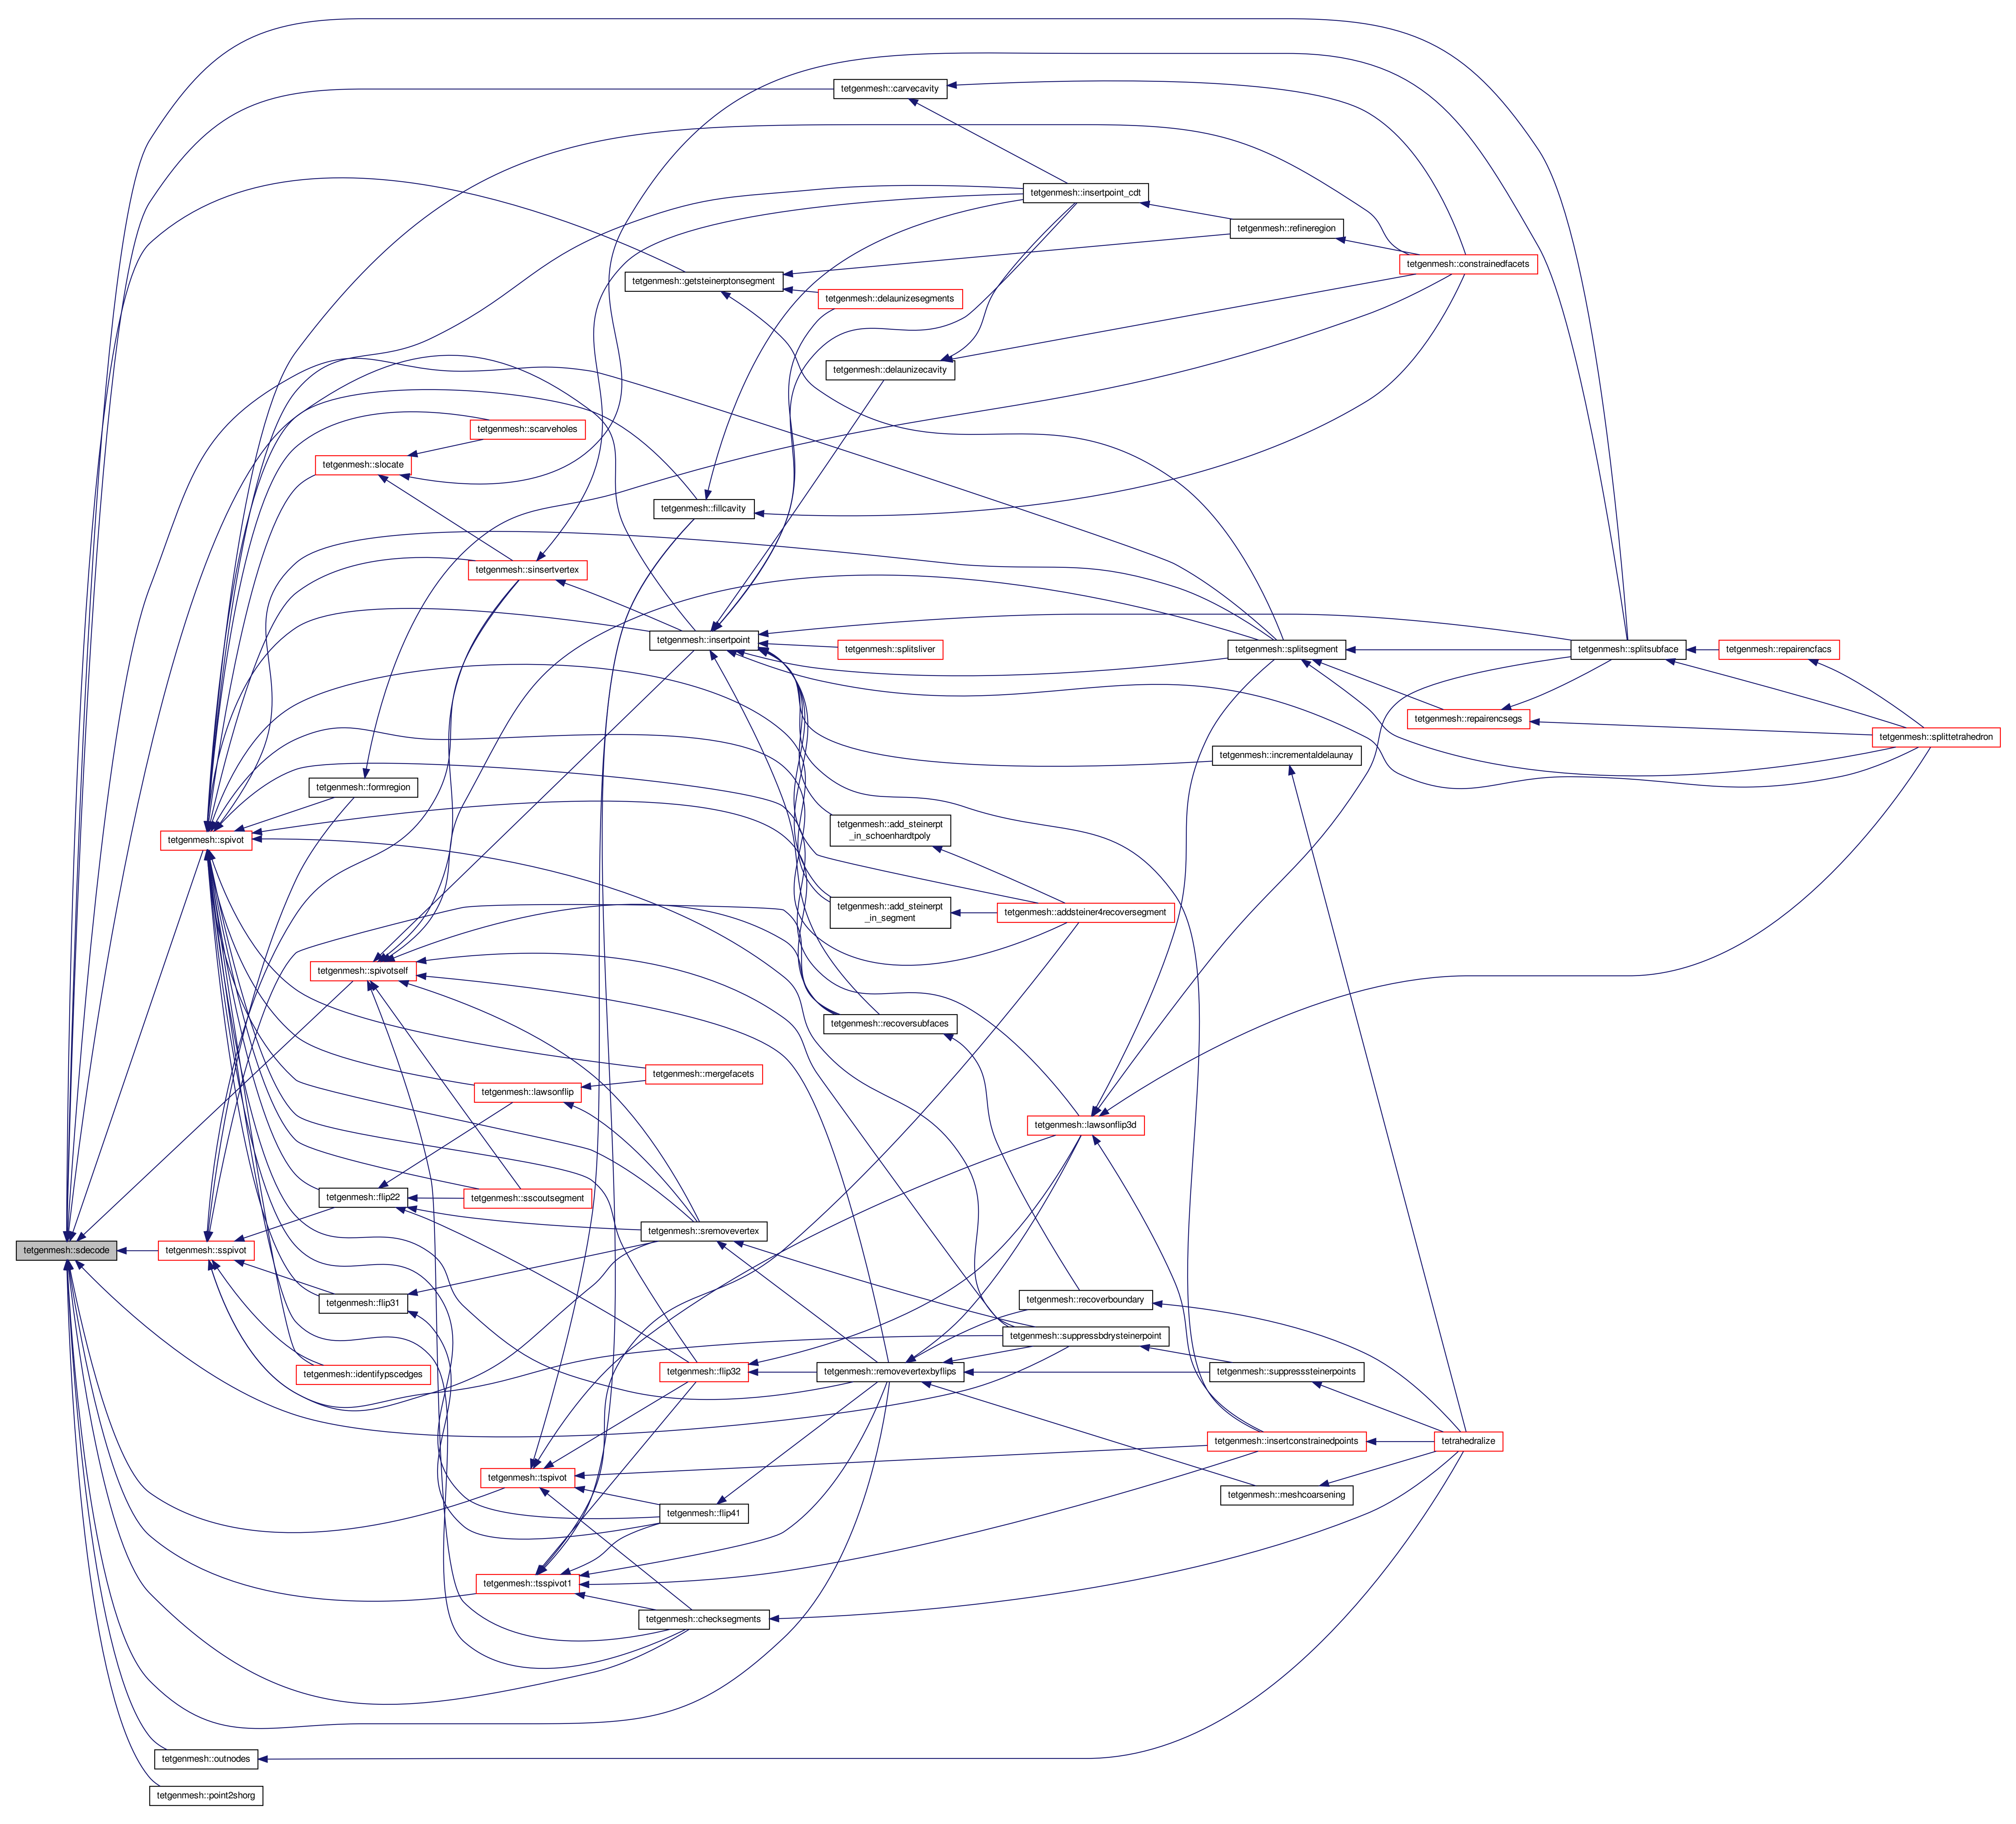 tetgenmesh::carvecavity
tetgenmesh::insertpoint_cdt
tetgenmesh::refineregion
tetgenmesh::constrainedfacets
tetgenmesh::getsteinerptonsegment
tetgenmesh::delaunizesegments
tetgenmesh::delaunizecavity
tetgenmesh::scarveholes
tetgenmesh::slocate
tetgenmesh::fillcavity
tetgenmesh::sinsertvertex
tetgenmesh::insertpoint
tetgenmesh::splitsliver
tetgenmesh::splitsegment
tetgenmesh::splitsubface
tetgenmesh::repairencfacs
tetgenmesh::repairencsegs
tetgenmesh::splittetrahedron
tetgenmesh::incrementaldelaunay
tetgenmesh::formregion
tetgenmesh::add_steinerpt
_in_schoenhardtpoly
tetgenmesh::spivot
tetgenmesh::add_steinerpt
_in_segment
tetgenmesh::addsteiner4recoversegment
tetgenmesh::spivotself
tetgenmesh::recoversubfaces
tetgenmesh::mergefacets
tetgenmesh::lawsonflip
tetgenmesh::lawsonflip3d
tetgenmesh::flip22
tetgenmesh::sscoutsegment
tetgenmesh::sremovevertex
tetgenmesh::sdecode
tetgenmesh::sspivot
tetgenmesh::flip31
tetgenmesh::recoverboundary
tetgenmesh::suppressbdrysteinerpoint
tetgenmesh::identifypscedges
tetgenmesh::flip32
tetgenmesh::removevertexbyflips
tetgenmesh::suppresssteinerpoints
tetgenmesh::insertconstrainedpoints
tetrahedralize
tetgenmesh::tspivot
tetgenmesh::meshcoarsening
tetgenmesh::flip41
tetgenmesh::tsspivot1
tetgenmesh::checksegments
tetgenmesh::outnodes
tetgenmesh::point2shorg